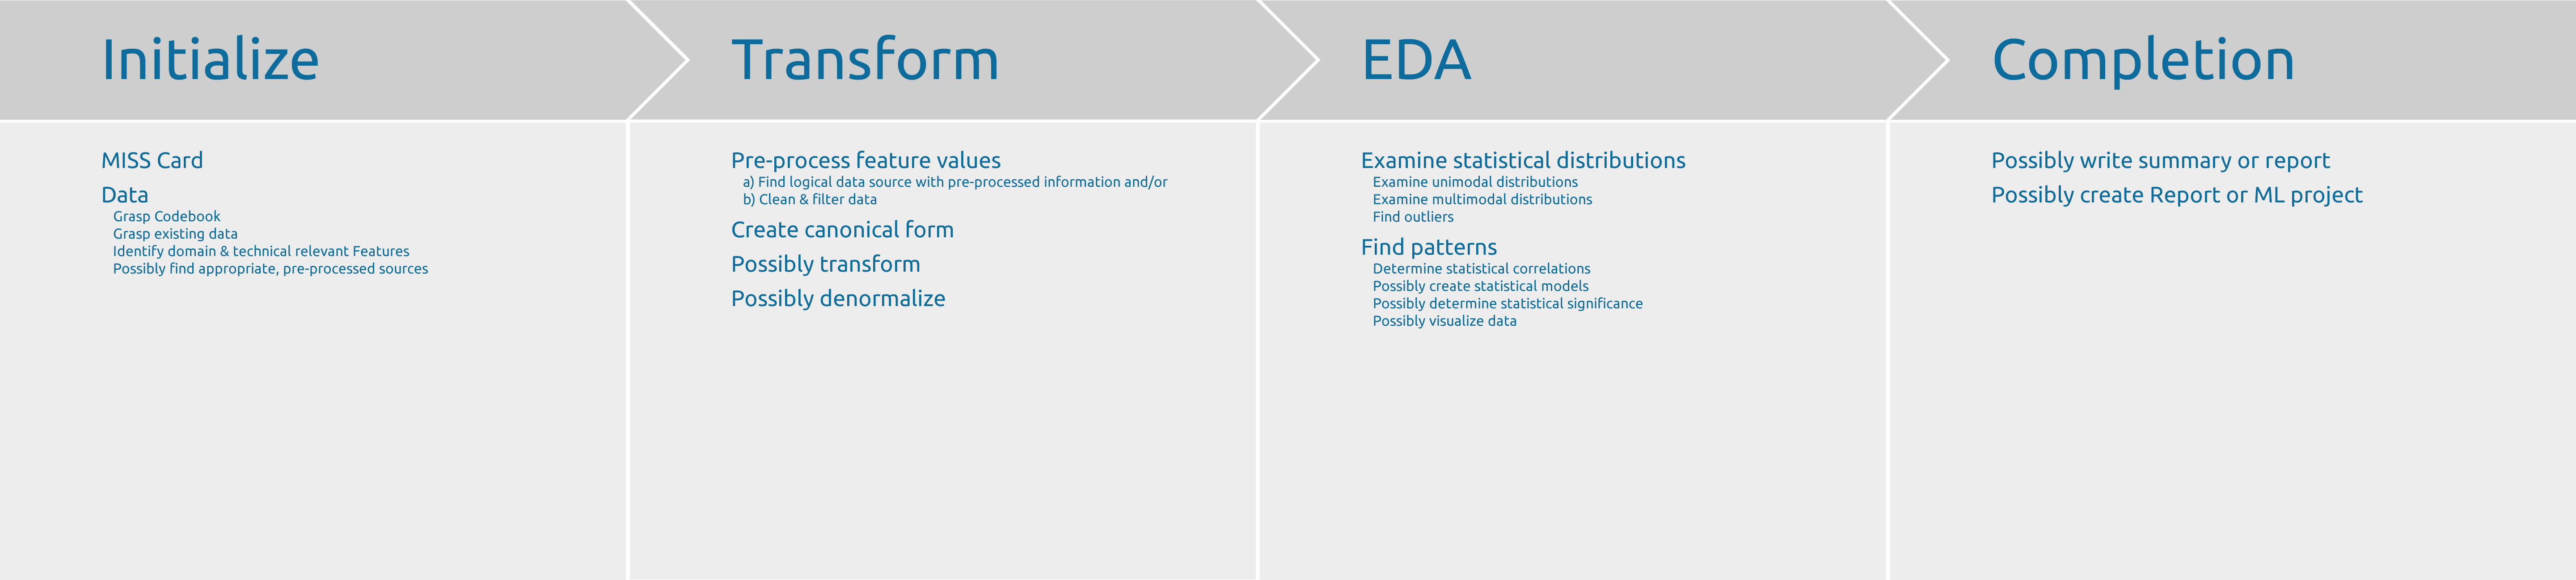 Initialize
MISS Card
Data
Grasp Codebook
Grasp existing data
Identify domain & technical relevant Features
Possibly find appropriate, pre-processed sources
Transform
Pre-process feature values
a) Find logical data source with pre-processed information and/or
b) Clean & filter data
Create canonical form
Possibly transform
Possibly denormalize
EDA
Examine statistical distributions
Examine unimodal distributions
Examine multimodal distributions
Find outliers
Find patterns
Determine statistical correlations
Possibly create statistical models
Possibly determine statistical significance
Possibly visualize data
Completion
Possibly write summary or report
Possibly create Report or ML project